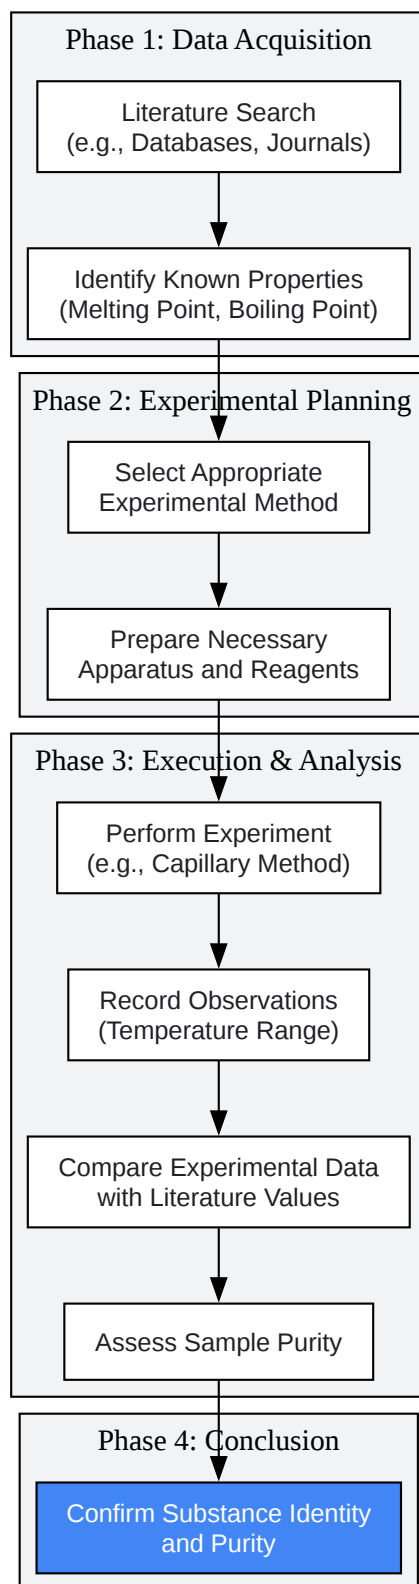 Phase 1: Data Acquisition
Literature Search
(e.g., Databases, Journals)
Identify Known Properties
(Melting Point, Boiling Point)
Phase 2: Experimental Planning
Select Appropriate
Experimental Method
Prepare Necessary
Apparatus and Reagents
Phase 3: Execution & Analysis
Perform Experiment
(e.g., Capillary Method)
Record Observations
(Temperature Range)
Compare Experimental Data
with Literature Values
Assess Sample Purity
Phase 4: Conclusion
Confirm Substance Identity
and Purity